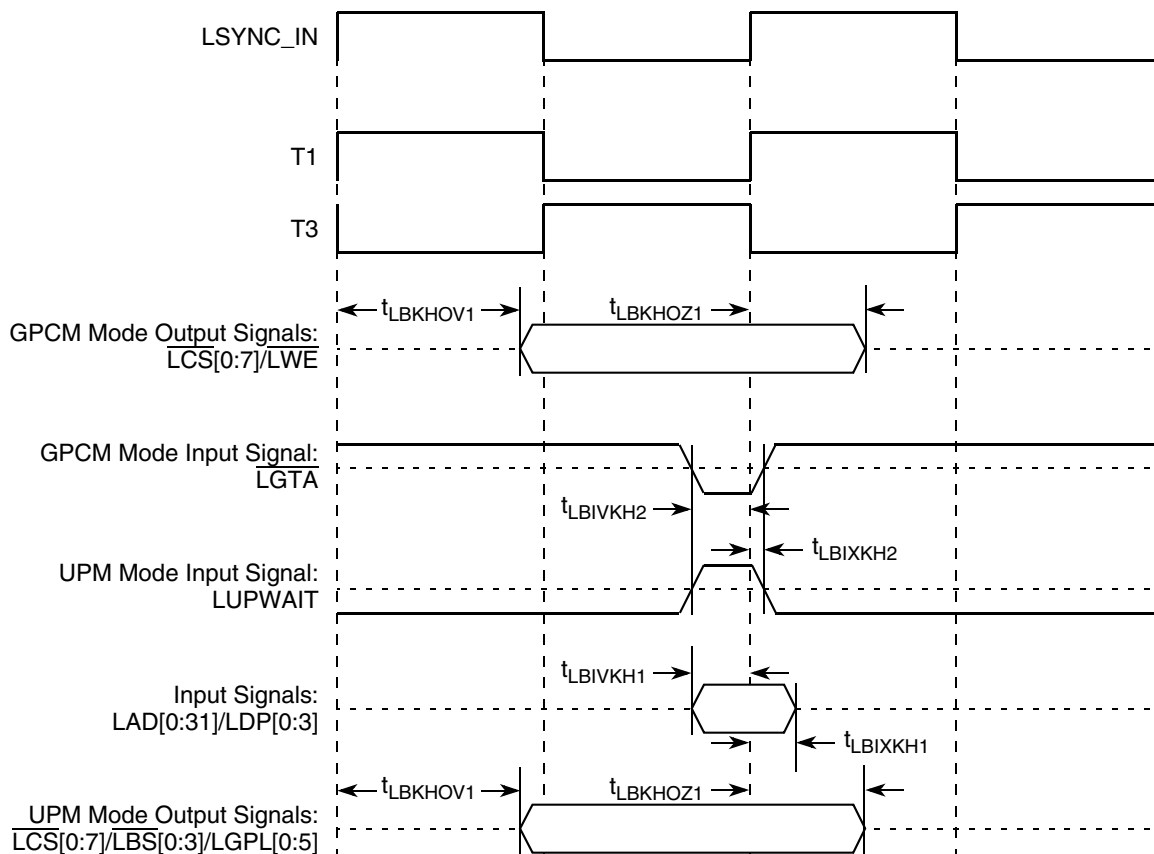 LSYNC_IN
T1
T3
tLBKHOV1
tLBKHOZ1
GPCM Mode Output Signals:
LCS[0:7]/LWE
GPCM Mode Input Signal:
LGTA
tLBIVKH2
tLBIXKH2
UPM Mode Input Signal:
LUPWAIT
tLBIVKH1
Input Signals:
LAD[0:31]/LDP[0:3]
tLBIXKH1
tLBKHOV1
tLBKHOZ1
UPM Mode Output Signals:
LCS[0:7]/LBS[0:3]/LGPL[0:5]